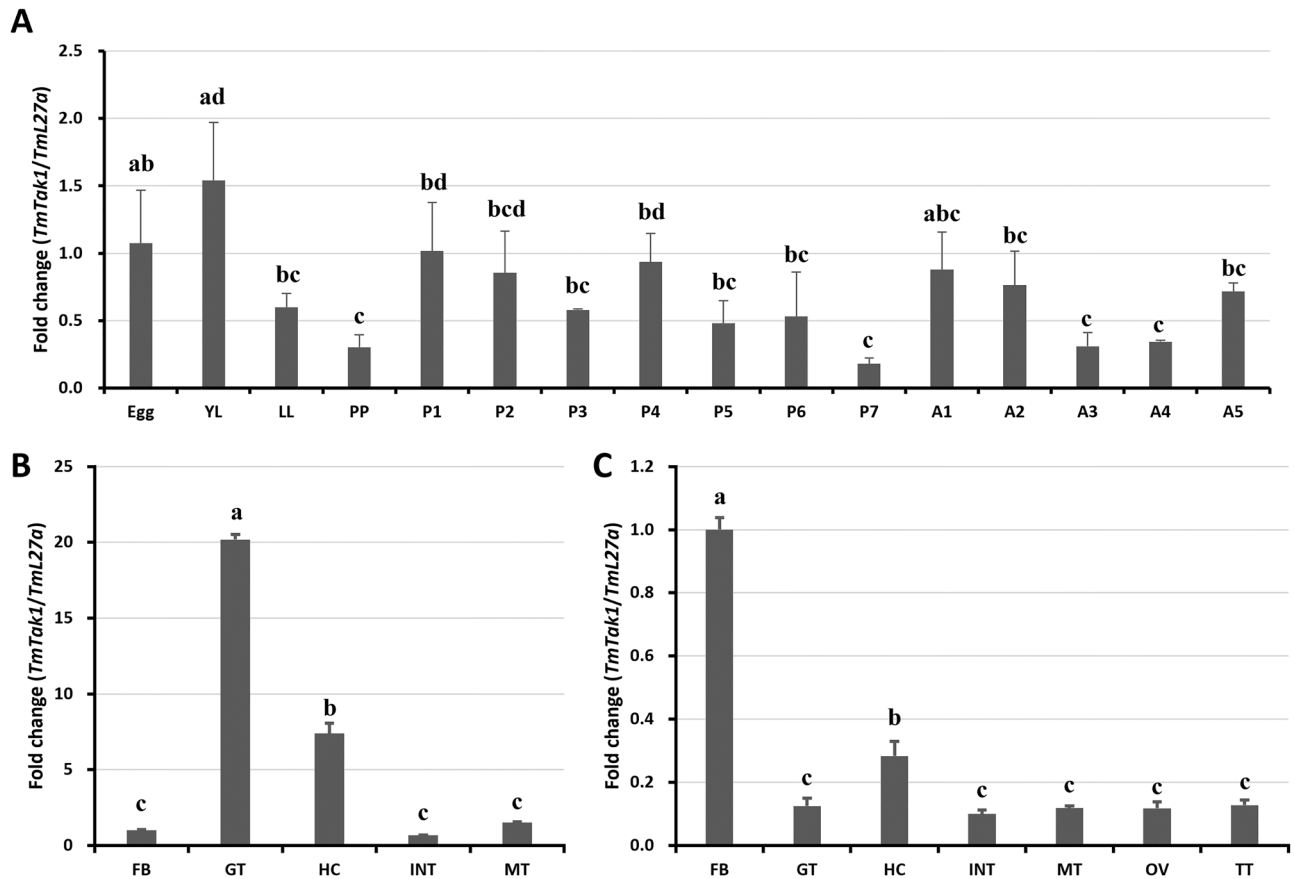 A
Fold change (TmTak1/TmL27a)
2.5
2.0
1.5
1.0
0.5
0.0
ab
ad
bc
c
bd
bcd
bc
bd
bc
bc
c
abc
bc
c
c
bc
Egg YL LL PP P1 P2 P3 P4 P5 P6 P7 A1 A2 A3 A4 A5
B
Fold change (TmTak1/TmL27a)
25
20
15
10
5
0
c
a
b
c
c
FB GT HC INT MT
C
Fold change (TmTak1/TmL27a)
1.2
1.0
0.8
0.6
0.4
0.2
0.0
a
c
b
c
c
c
c
FB GT HC INT MT OV TT